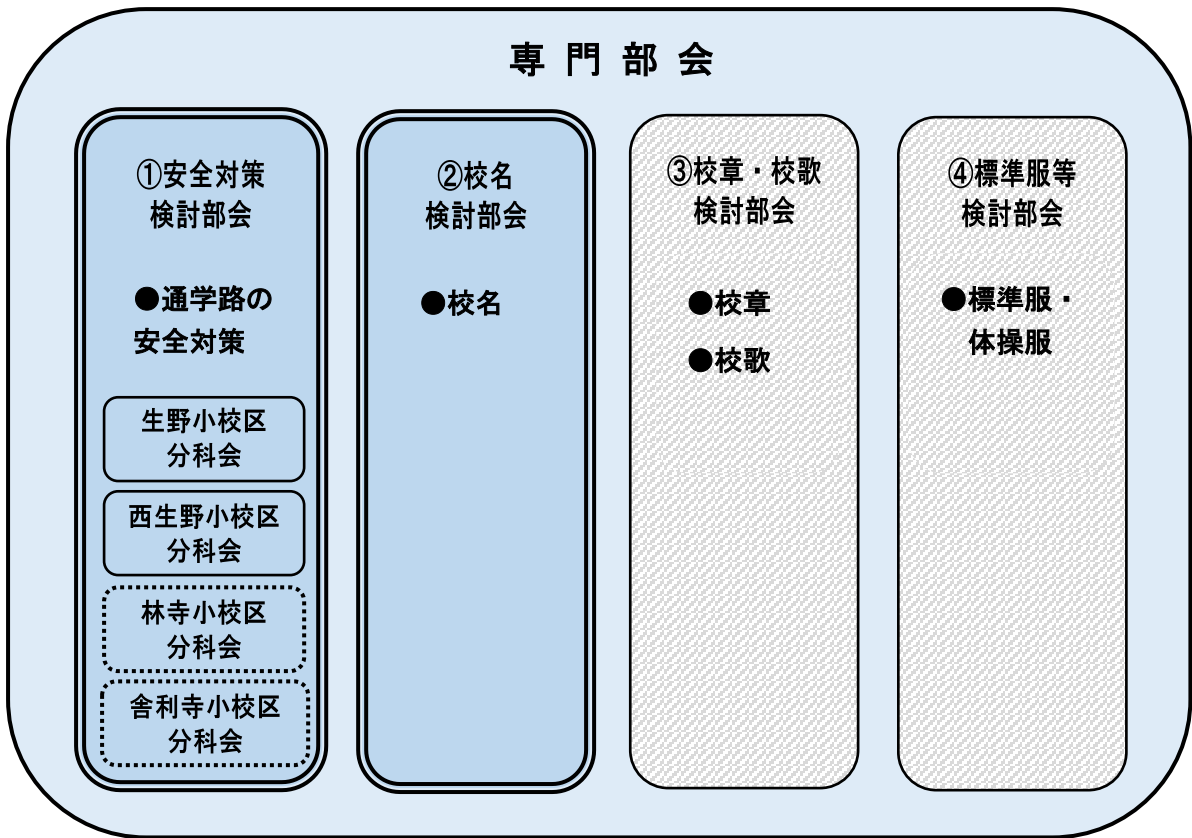 専門部会
①安全対策
検討部会
●通学路の
安全対策
生野小校区
分科会
西生野小校区
分科会
林寺小校区
分科会
舎利寺小校区
分科会
②校名
検討部会
●校名
③校章・校歌
検討部会
●校章
●校歌
④標準服等
検討部会
●標準服・
体操服